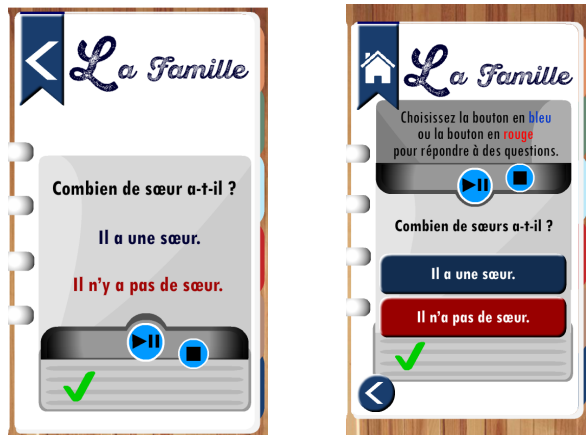 La Famille
Combien de sœur a-t-il ?
Il a une sœur.
Il n'y a pas de sœur.
La Famille
Choisissez la bouton en bleu
ou la bouton en rouge
pour répondre à des questions.
Combien de sœurs a-t-il ?
Il a une sœur.
Il n'a pas de sœur.